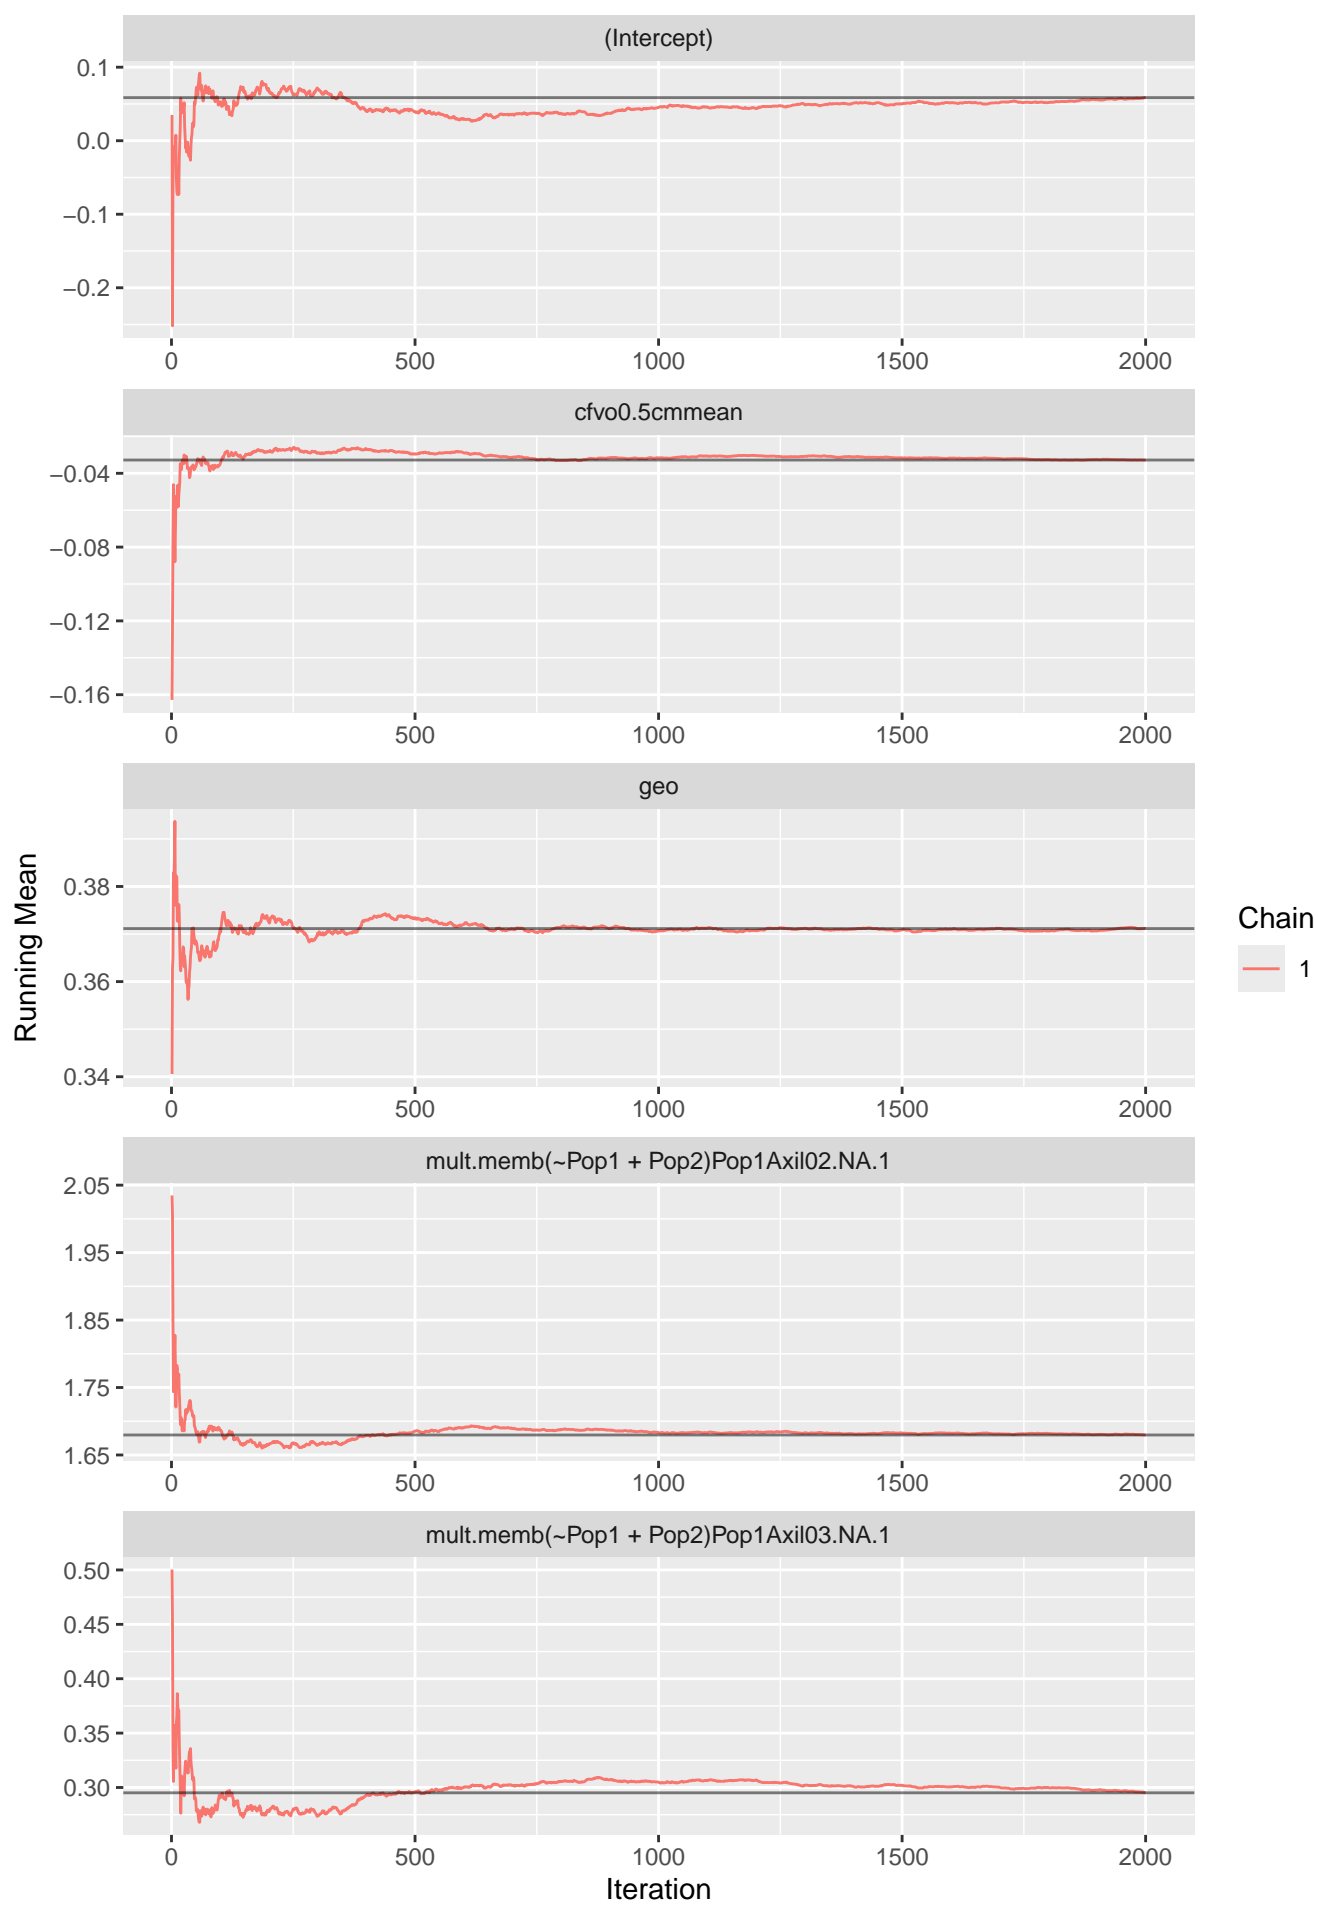 (Intercept)
0.1
0.0
−0.1
−0.2
0 500 1000 1500 2000
cfvo0.5cmmean
−0.04
−0.08
−0.12
−0.16
0 500 1000 1500 2000
geo
0.38
0.36
0.34
0 500 1000 1500 2000
mult.memb(~Pop1 + Pop2)Pop1Axil02.NA.1
2.05
1.95
1.85
1.75
1.65
0 500 1000 1500 2000
mult.memb(~Pop1 + Pop2)Pop1Axil03.NA.1
0.50
0.45
0.40
0.35
0.30
0 500 1000 1500 2000
Iteration
Running Mean
Chain
1